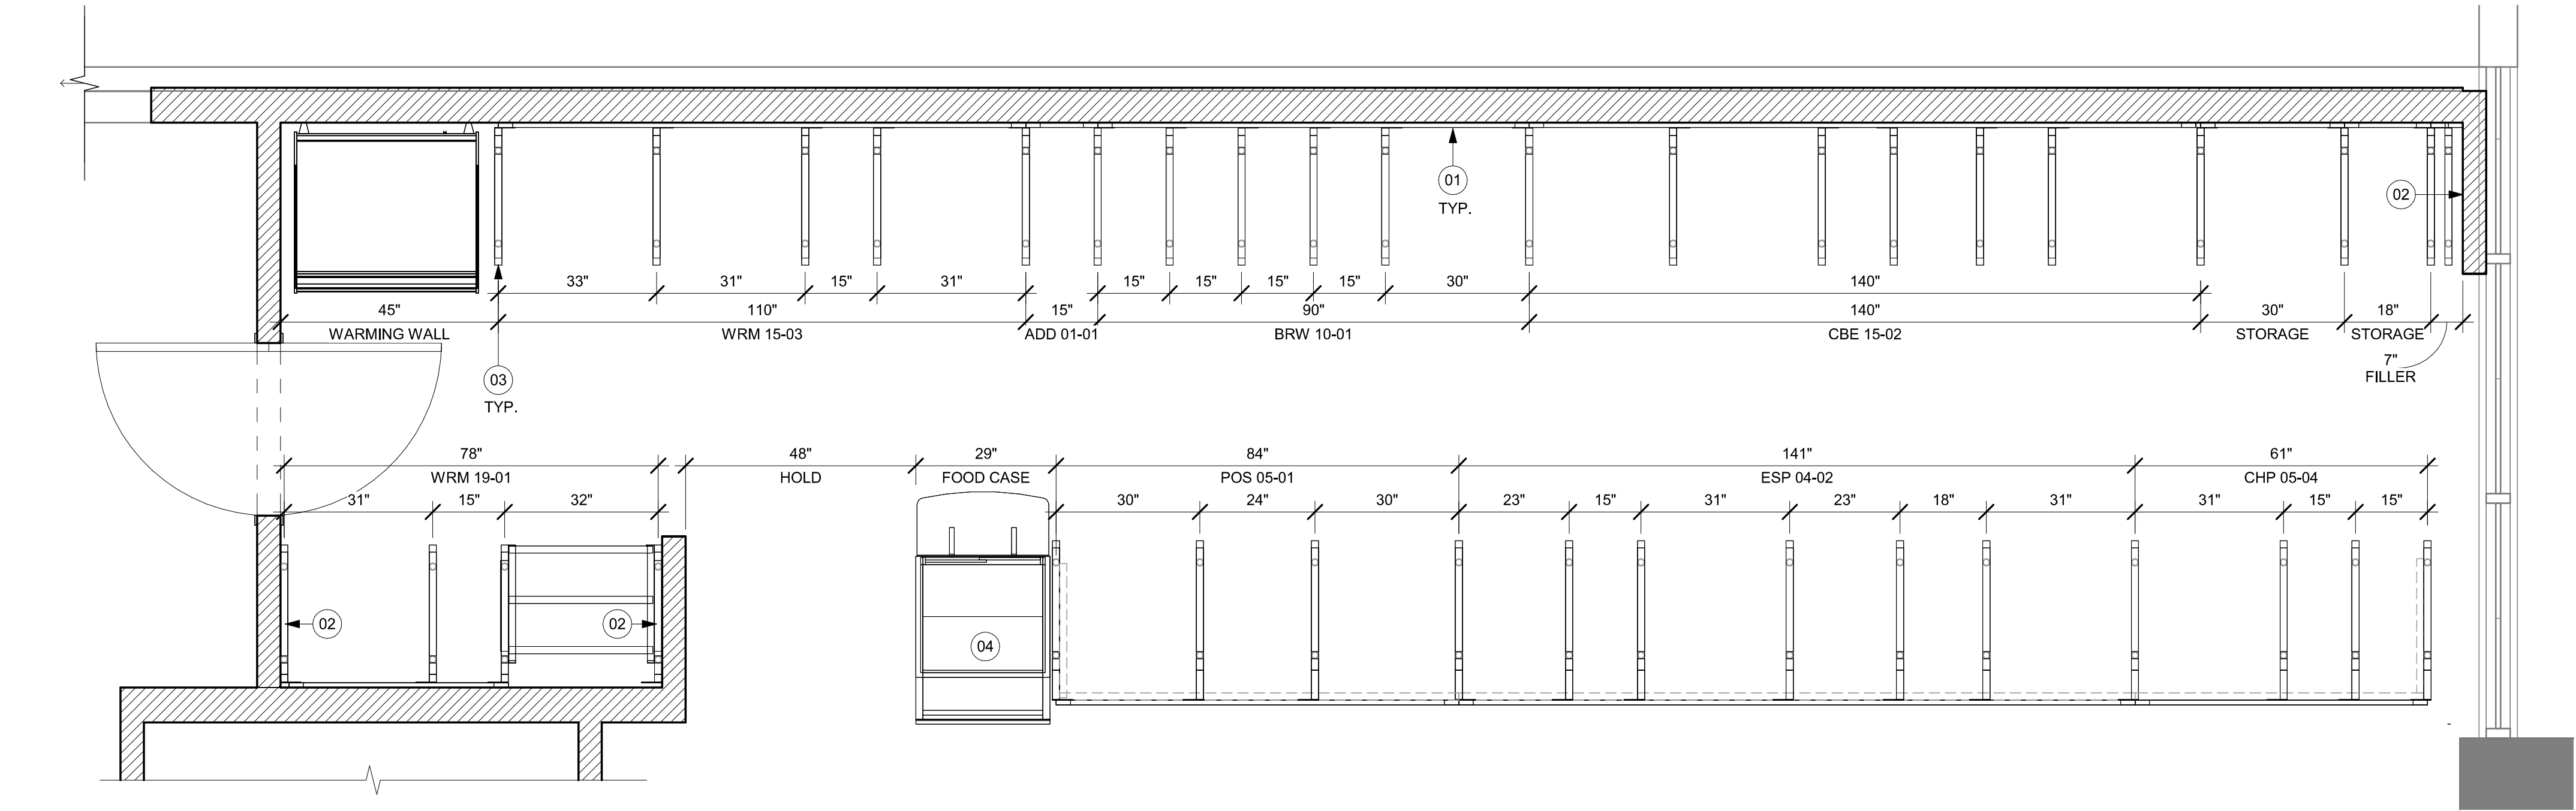 01
TYP.
02
33"
31"
15"
31"
15"
15"
15"
15"
30"
140"
45"
110"
15"
90"
140"
30"
18"
WARMING WALL
WRM 15-03
ADD 01-01
BRW 10-01
CBE 15-02
STORAGE
STORAGE
7"
FILLER
03
TYP.
78"
48"
29"
84"
141"
61"
WRM 19-01
HOLD
FOOD CASE
POS 05-01
ESP 04-02
CHP 05-04
31"
15"
32"
30"
24"
30"
23"
15"
31"
23"
18"
31"
31"
15"
15"
02
02
04